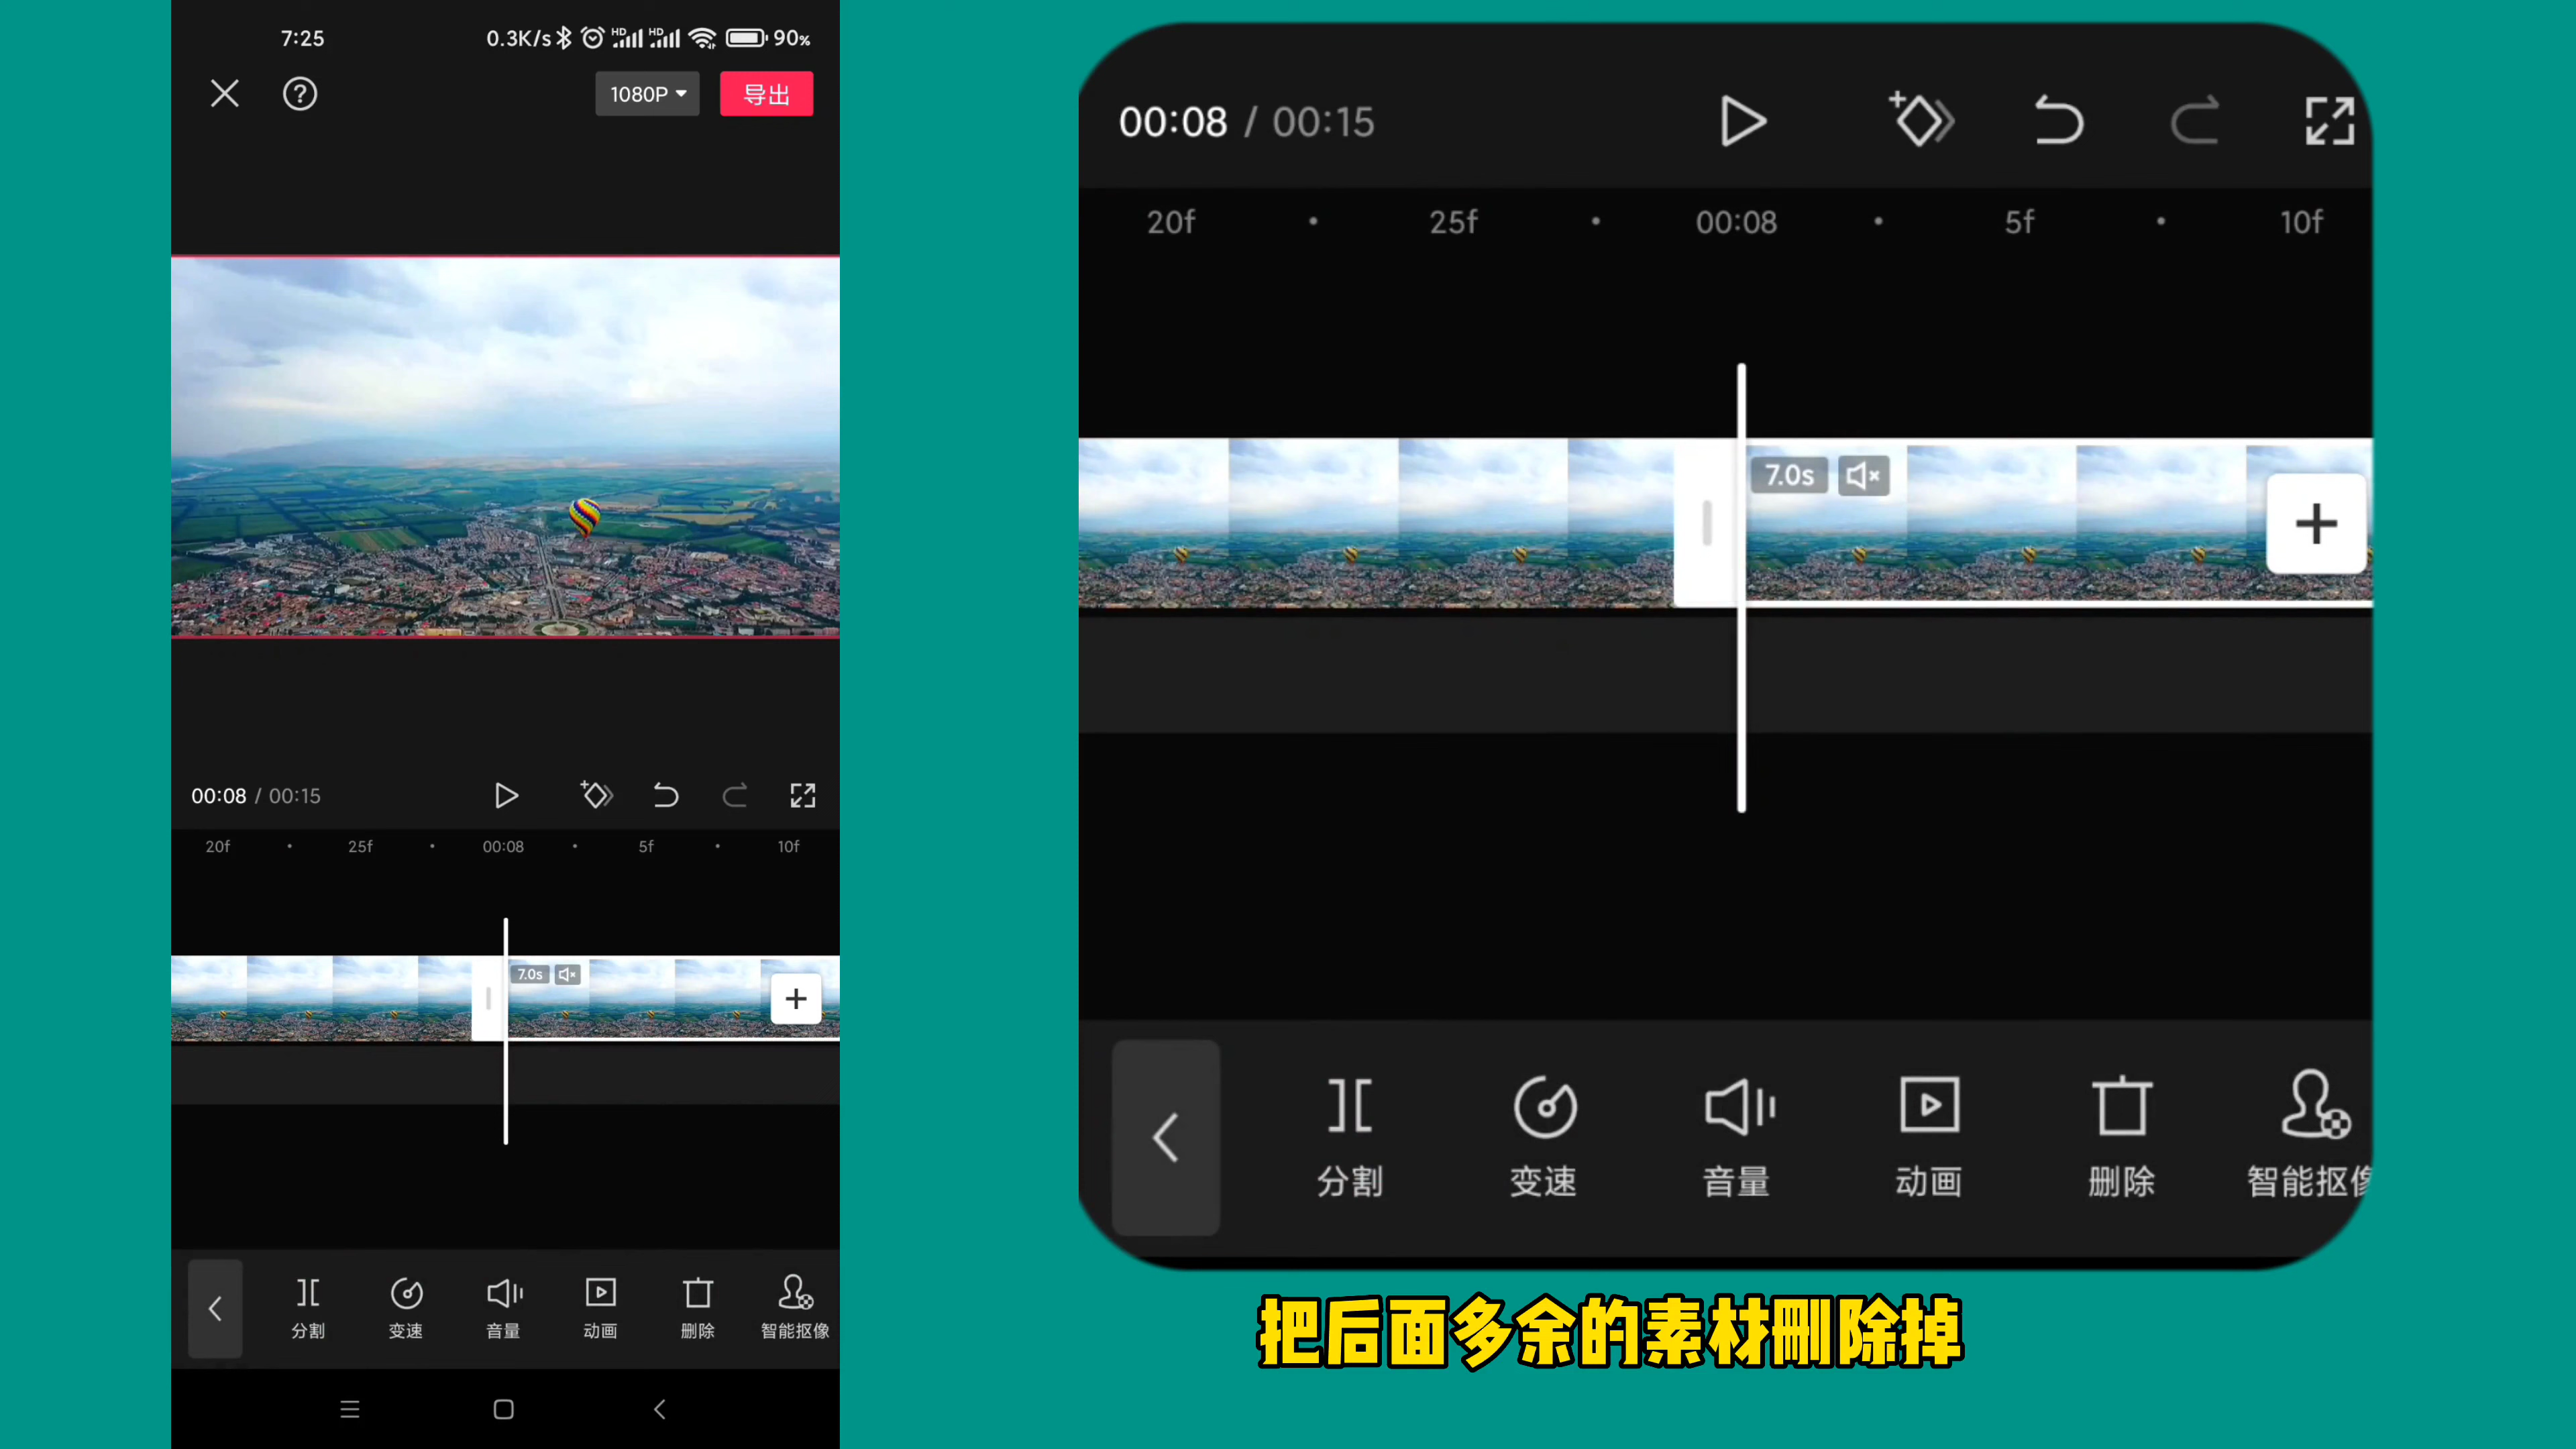 7:25
0.3K/s HD HD 90%
1080P 导出
00:08 / 00:15
20f 25f 00:08 5f 10f
7.0s
分割 变速 音量 动画 删除 智能抠像
00:08 / 00:15
20f 25f 00:08 5f 10f
7.0s
分割 变速 音量 动画 删除 智能抠像
把后面多余的素材删除掉